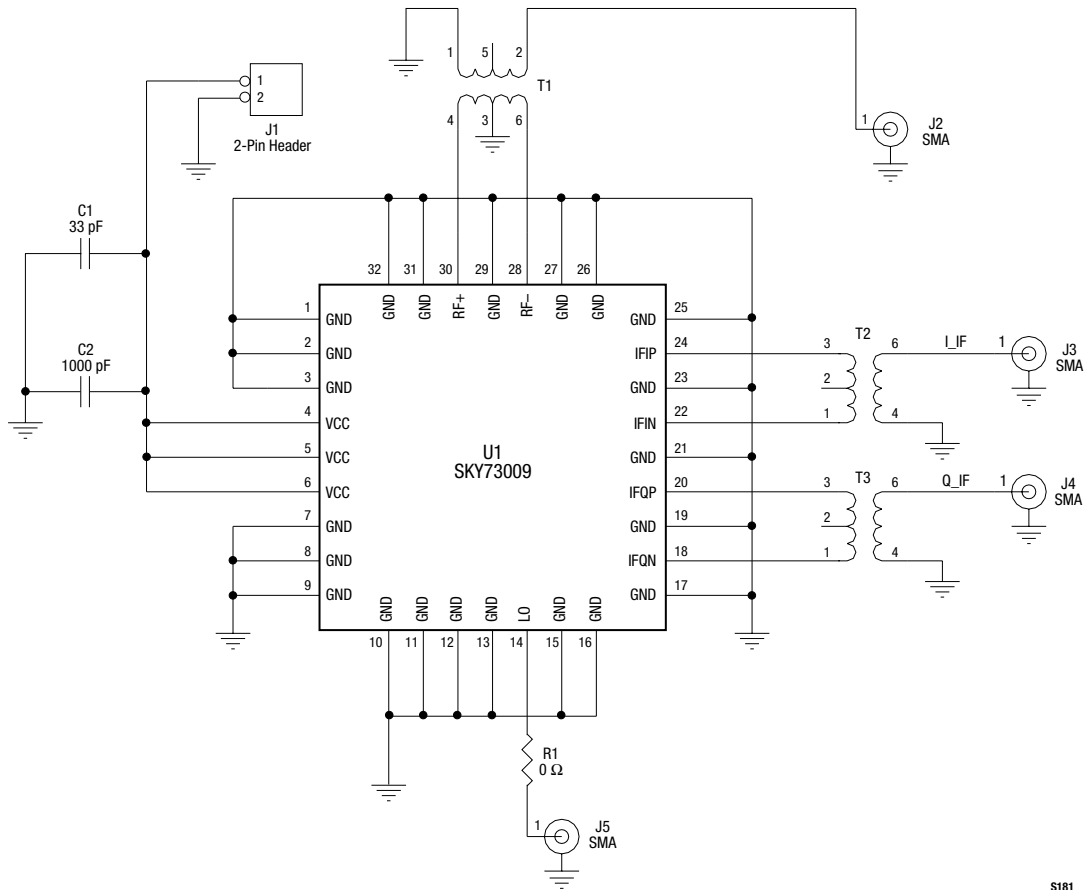 1 5 2
T1
4 3 6
1
2
J1
2-Pin Header
1
J2
SMA
C1
33 pF
C2
1000 pF
32 31 30 29 28 27 26
GND GND RF+ GND RF– GND GND
1 GND
2 GND
3 GND
4 VCC
5 VCC
6 VCC
7 GND
8 GND
9 GND
U1
SKY73009
GND 25
IFIP 24
GND 23
IFIN 22
GND 21
IFQP 20
GND 19
IFQN 18
GND 17
GND GND GND GND LO GND GND
10 11 12 13 14 15 16
T2
3 6 I_IF 1
J3
SMA
2
1 4
T3
3 6 Q_IF 1
J4
SMA
2
1 4
R1
0 Ω
1
J5
SMA
S181